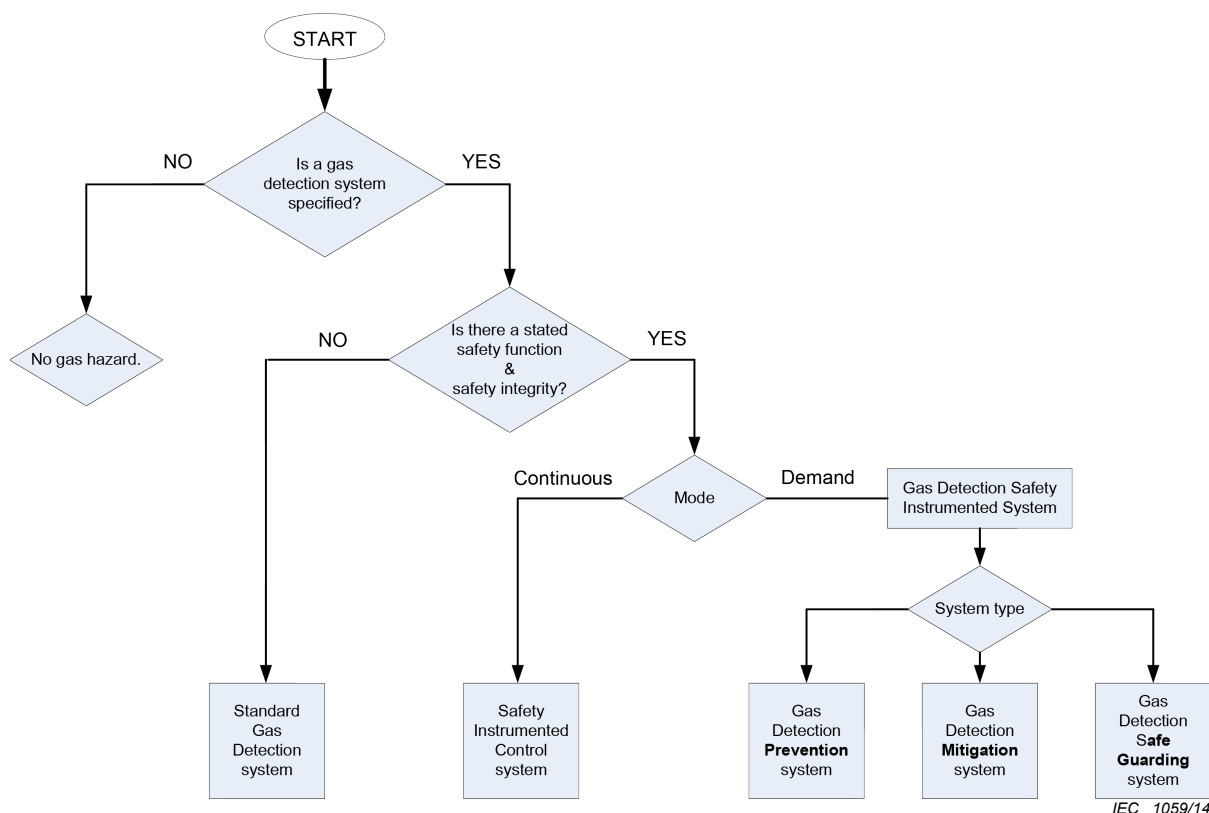 START
NO
YES
Is a gas
detection system
specified?
No gas hazard.
NO
YES
Is there a stated
safety function
&
safety integrity?
Continuous
Mode
Demand
Gas Detection Safety
Instrumented System
System type
Standard
Gas
Detection
system
Safety
Instrumented
Control
system
Gas
Detection
Prevention
system
Gas
Detection
Mitigation
system
Gas
Detection
Safe
Guarding
system
IEC 1059/14